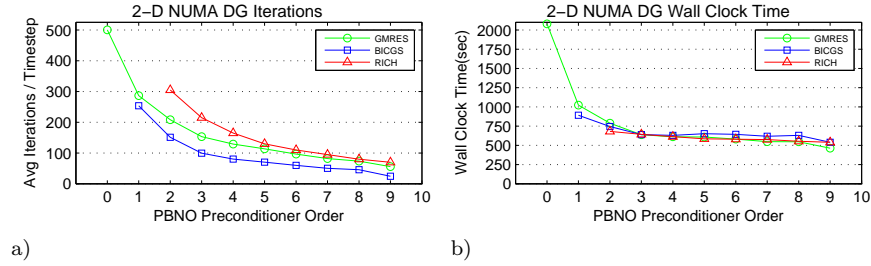 2-D NUMA DG Iterations
Avg Iterations / Timestep
500
400
300
200
100
0
GMRES
BICGS
RICH
0 1 2 3 4 5 6 7 8 9 10
PBNO Preconditioner Order
a)
2-D NUMA DG Wall Clock Time
Wall Clock Time(sec)
2000
1750
1500
1250
1000
750
500
250
0
GMRES
BICGS
RICH
0 1 2 3 4 5 6 7 8 9 10
PBNO Preconditioner Order
b)